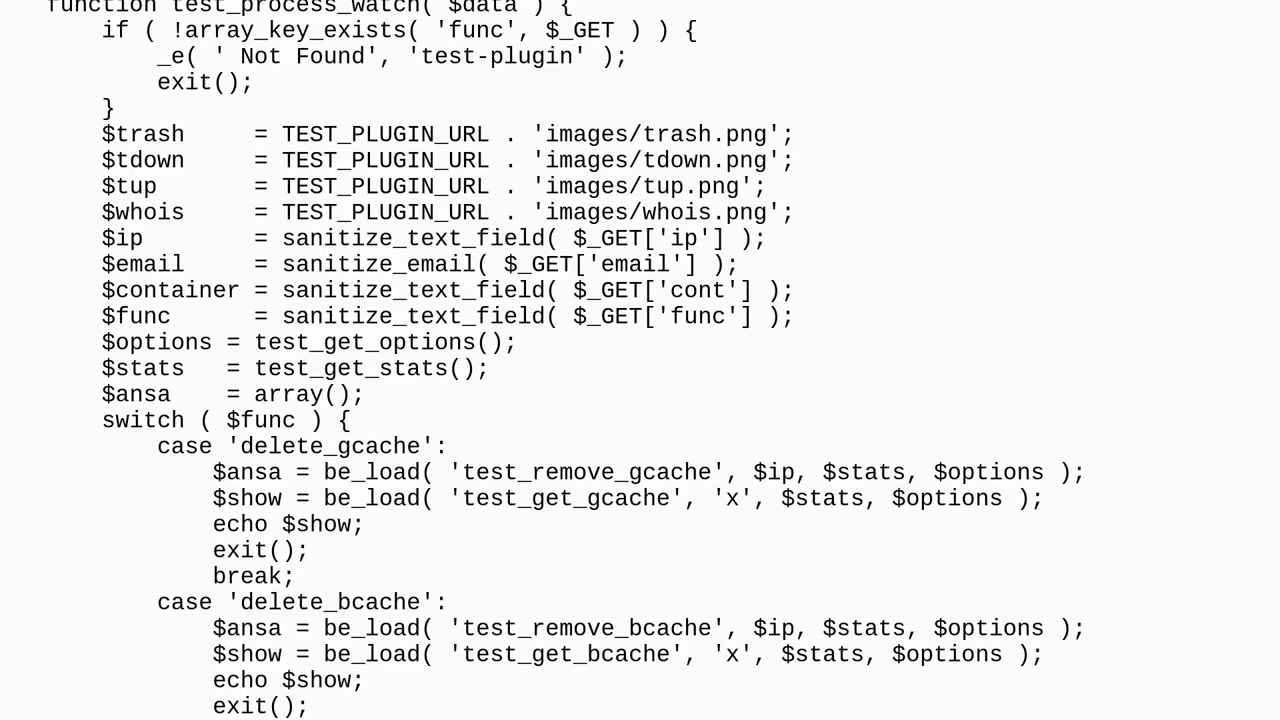 function test_process_watch( $data ) {
if ( !array_key_exists( 'func', $_GET ) ) {
_e( ' Not Found', 'test-plugin' );
exit();
}
$trash     = TEST_PLUGIN_URL . 'images/trash.png';
$tdown     = TEST_PLUGIN_URL . 'images/tdown.png';
$tup       = TEST_PLUGIN_URL . 'images/tup.png';
$whois     = TEST_PLUGIN_URL . 'images/whois.png';
$ip        = sanitize_text_field( $_GET['ip'] );
$email     = sanitize_email( $_GET['email'] );
$container = sanitize_text_field( $_GET['cont'] );
$func      = sanitize_text_field( $_GET['func'] );
$options = test_get_options();
$stats   = test_get_stats();
$ansa    = array();
switch ( $func ) {
case 'delete_gcache':
$ansa = be_load( 'test_remove_gcache', $ip, $stats, $options );
$show = be_load( 'test_get_gcache', 'x', $stats, $options );
echo $show;
exit();
break;
case 'delete_bcache':
$ansa = be_load( 'test_remove_bcache', $ip, $stats, $options );
$show = be_load( 'test_get_bcache', 'x', $stats, $options );
echo $show;
exit();